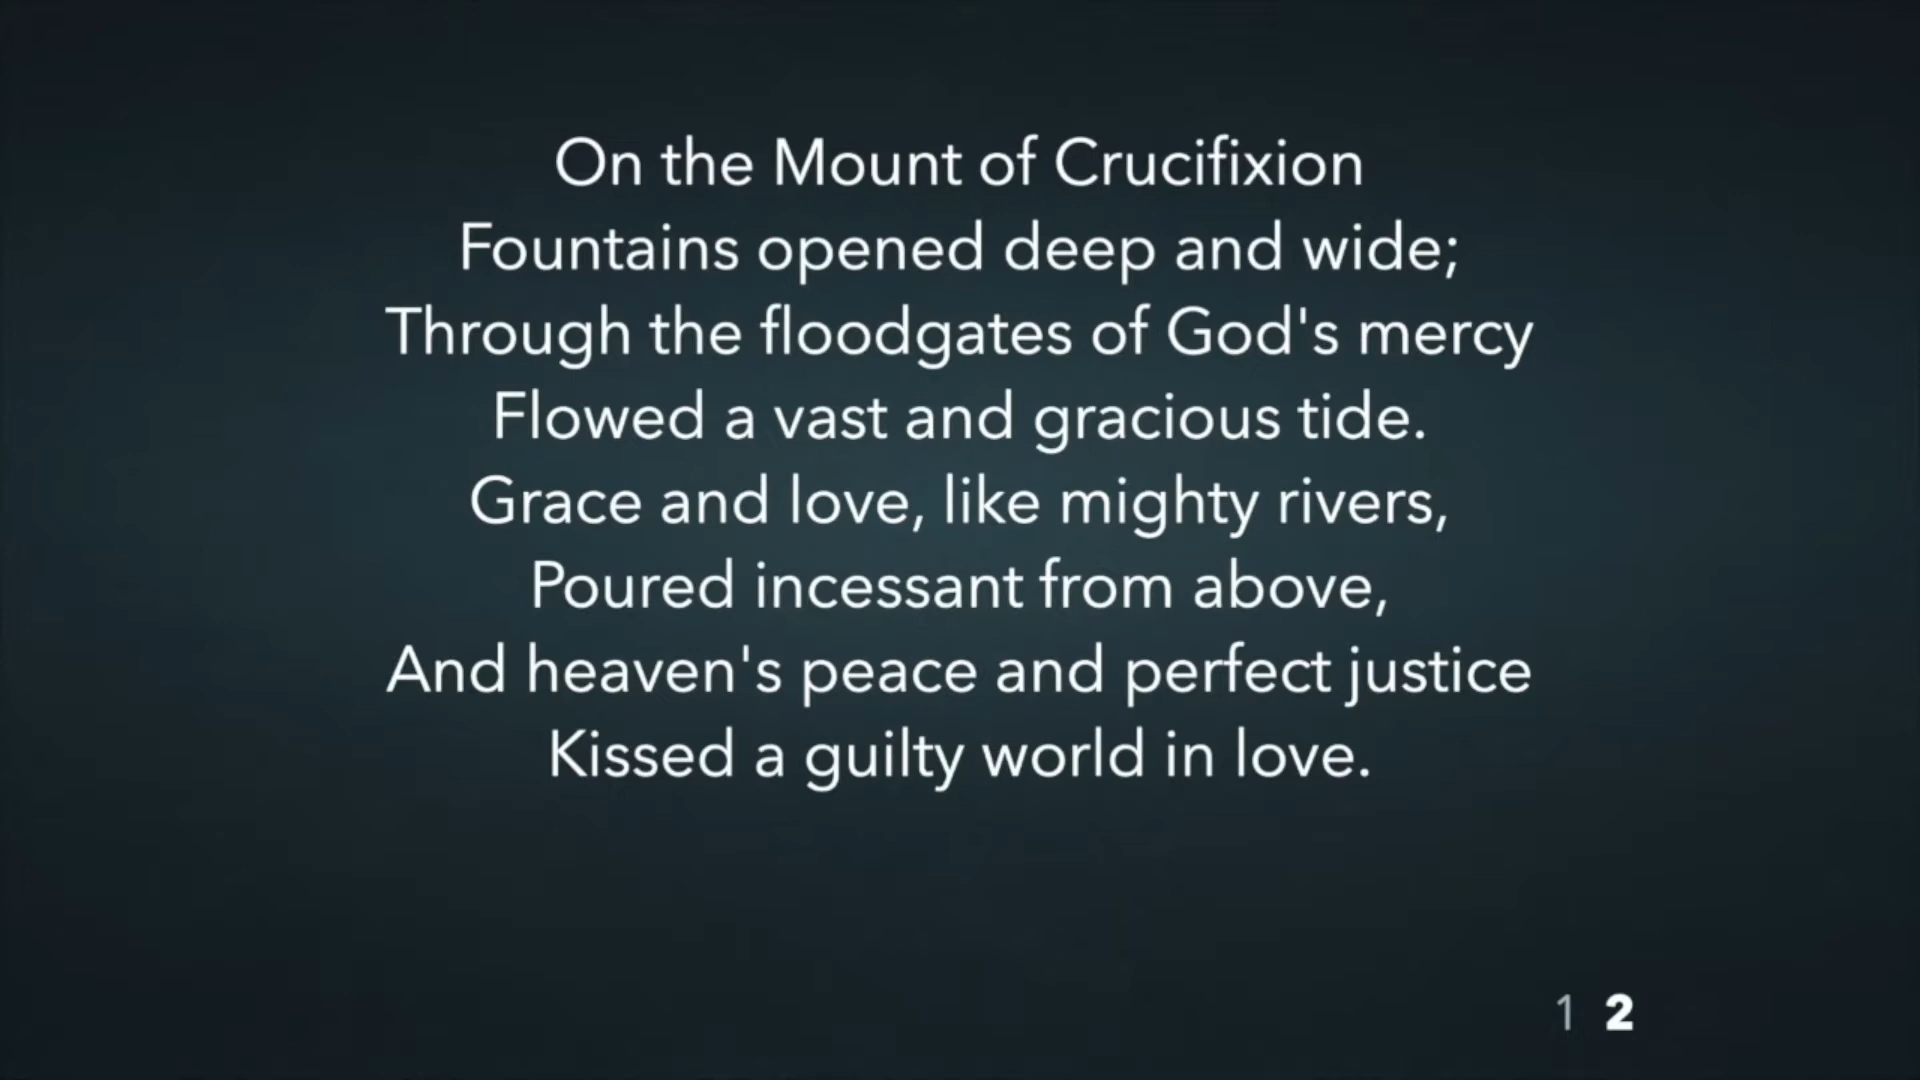 On the Mount of Crucifixion
Fountains opened deep and wide;
Through the floodgates of God's mercy
Flowed a vast and gracious tide.
Grace and love, like mighty rivers,
Poured incessant from above,
And heaven's peace and perfect justice
Kissed a guilty world in love.
1 2